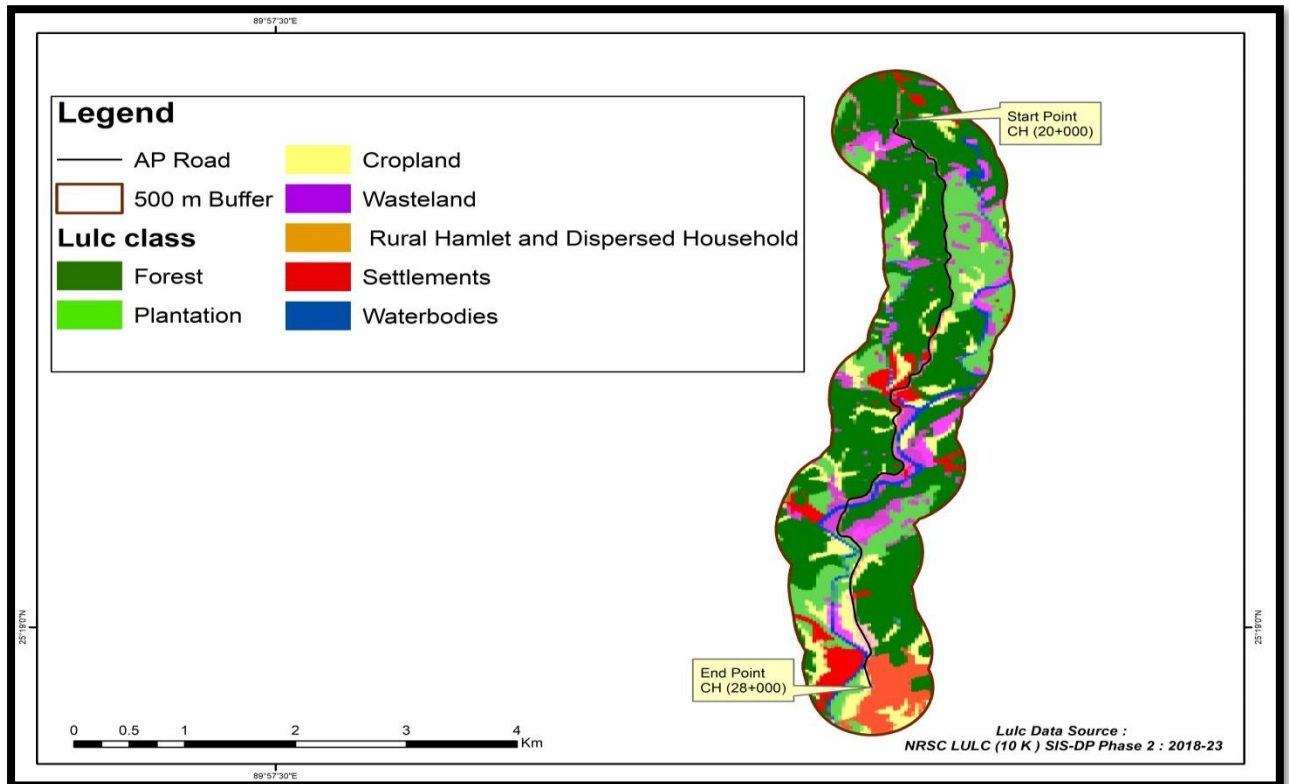 89°57'30"E
Legend
AP Road
500 m Buffer
Lulc class
Forest
Plantation
Cropland
Wasteland
Rural Hamlet and Dispersed Household
Settlements
Waterbodies
Start Point
CH (20+000)
25°19'0"N
25°19'0"N
End Point
CH (28+000)
0 0.5 1 2 3 4
Km
Lulc Data Source :
NRSC LULC (10 K ) SIS-DP Phase 2 : 2018-23
89°57'30"E